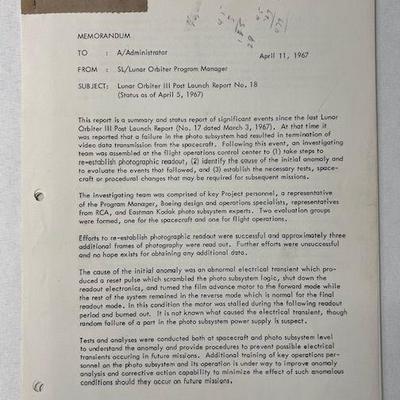 MEMORANDUM
TO : A/Administrator
April 11, 1967
FROM : SL/Lunar Orbiter Program Manager
SUBJECT: Lunar Orbiter III Post Launch Report No. 18
(Status as of April 5, 1967)
This report is a summary and status report of significant events since the last Lunar
Orbiter III Post Launch Report (No. 17 dated March 3, 1967). At that time it
was reported that a failure in the photo subsystem had resulted in termination of
video data transmission from the spacecraft. Following this event, an investigating
team was assembled at the flight operations control center to (1) take steps to
re-establish photographic readout, (2) identify the cause of the initial anomaly and
to evaluate the events that followed, and (3) establish the necessary tests, space-
craft or procedural changes that may be required for subsequent missions.
The investigating team was comprised of key Project personnel, a representative
of the Program Manager, Boeing design and operations specialists, representatives
from RCA, and Eastman Kodak photo subsystem experts. Two evaluation
groups were formed, one for the spacecraft and one for flight operations.
Efforts to re-establish photographic readout were successful and approximately three
additional frames of photography were read out. Further efforts were unsuccessful
and no hope exists for obtaining any additional data.
The cause of the initial anomaly was an abnormal electrical transient which pro-
duced a reset pulse which scrambled the photo subsystem logic, shut down the
readout electronics, and turned the film advance motor to the forward mode while
the rest of the system remained in the reverse mode which is normal for the final
readout mode. In this condition the motor was stalled during the following readout
period and burned out. It is not known what caused the electrical transient, though
random failure of a part in the photo subsystem power supply is suspect.
Tests and analyses were conducted both at spacecraft and photo subsystem level
to understand the anomaly and provide procedures to prevent possible electrical
transients occuring in future missions. Additional training of key operations per-
sonnel on the photo subsystem and its operation is under way to improve anomaly
analysis and corrective action capability to minimize the effect of such anomalous
conditions should they occur on future missions.